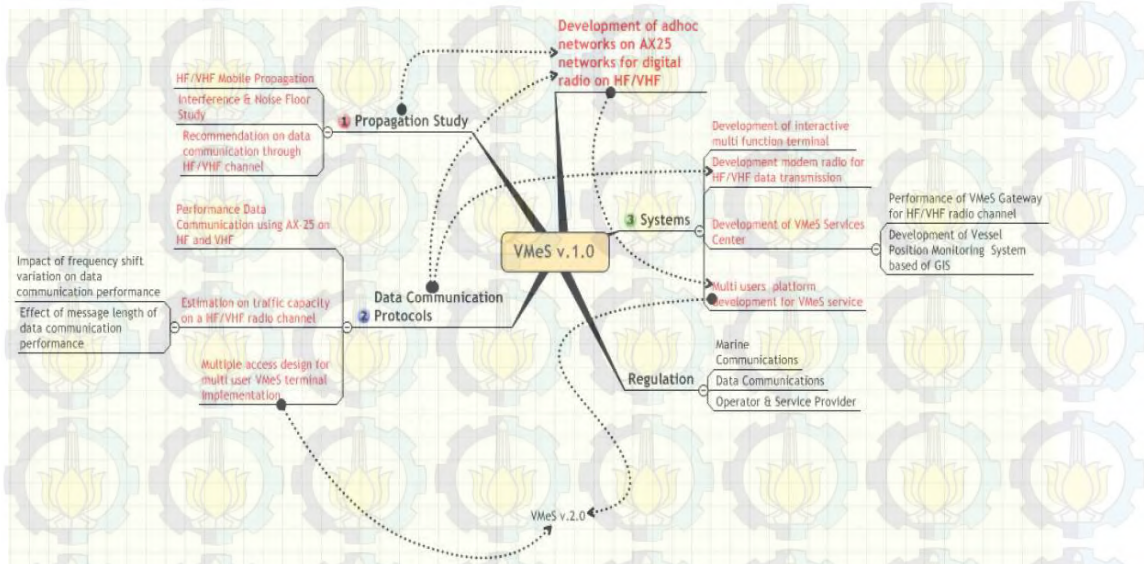 Development of adhoc
networks on AX25
networks for digital
radio on HF/VHF
HF/VHF Mobile Propagation
Interference & Noise Floor
Study
Recommendation on data
communication through
HF/VHF channel
1 Propagation Study
Performance Data
Communication using AX-25 on
HF and VHF
Impact of frequency shift
variation on data
communication performance
Effect of message length of
data communication
performance
Estimation on traffic capacity
on a HF/VHF radio channel
Multiple access design for
multi user VMeS terminal
implementation
Data Communication
2 Protocols
VMeS v.1.0
3 Systems
Development of interactive
multi function terminal
Development modem radio for
HF/VHF data transmission
Development of VMeS Services
Center
Performance of VMeS Gateway
for HF/VHF radio channel
Development of Vessel
Position Monitoring System
based of GIS
Multi users platform
development for VMeS service
Regulation
Marine
Communications
Data Communications
Operator & Service Provider
VMeS v.2.0